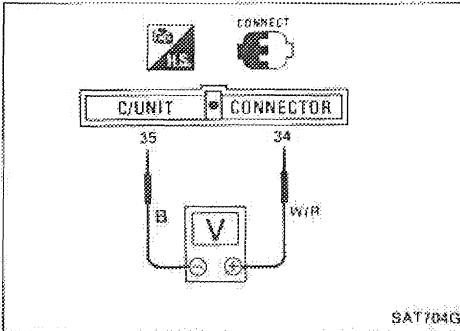 CONNECT
H.S.
C/UNIT CONNECTOR
35 34
B W/R
V
− +
SAT704G